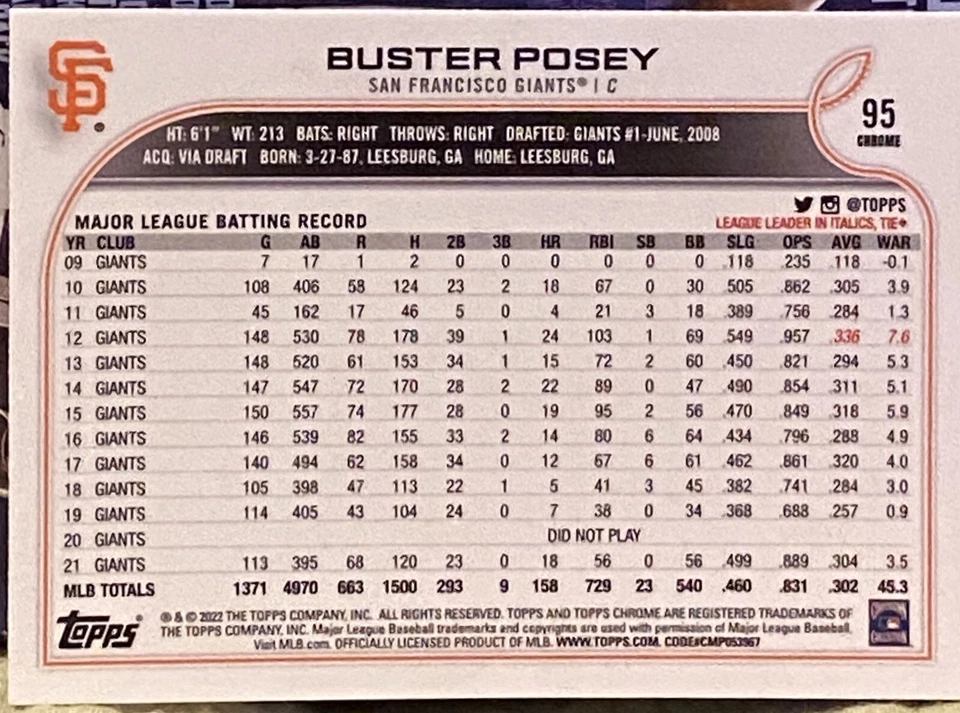 SF
BUSTER POSEY
SAN FRANCISCO GIANTS® | C
95
CHROME
HT: 6'1" WT: 213 BATS: RIGHT THROWS: RIGHT DRAFTED: GIANTS #1-JUNE, 2008
ACQ: VIA DRAFT BORN: 3-27-87, LEESBURG, GA HOME: LEESBURG, GA
@TOPPS
MAJOR LEAGUE BATTING RECORD LEAGUE LEADER IN ITALICS, TIE♦
YR CLUB G AB R H 2B 3B HR RBI SB BB SLG OPS AVG WAR
09 GIANTS 7 17 1 2 0 0 0 0 0 0 .118 .235 .118 -0.1
10 GIANTS 108 406 58 124 23 2 18 67 0 30 .505 .862 .305 3.9
11 GIANTS 45 162 17 46 5 0 4 21 3 18 .389 .756 .284 1.3
12 GIANTS 148 530 78 178 39 1 24 103 1 69 .549 .957 .336 7.6
13 GIANTS 148 520 61 153 34 1 15 72 2 60 .450 .821 .294 5.3
14 GIANTS 147 547 72 170 28 2 22 89 0 47 .490 .854 .311 5.1
15 GIANTS 150 557 74 177 28 0 19 95 2 56 .470 .849 .318 5.9
16 GIANTS 146 539 82 155 33 2 14 80 6 64 .434 .796 .288 4.9
17 GIANTS 140 494 62 158 34 0 12 67 6 61 .462 .861 .320 4.0
18 GIANTS 105 398 47 113 22 1 5 41 3 45 .382 .741 .284 3.0
19 GIANTS 114 405 43 104 24 0 7 38 0 34 .368 .688 .257 0.9
20 GIANTS DID NOT PLAY
21 GIANTS 113 395 68 120 23 0 18 56 0 56 .499 .889 .304 3.5
MLB TOTALS 1371 4970 663 1500 293 9 158 729 23 540 .460 .831 .302 45.3
Topps
® & © 2022 THE TOPPS COMPANY, INC. ALL RIGHTS RESERVED. TOPPS AND TOPPS CHROME ARE REGISTERED TRADEMARKS OF
THE TOPPS COMPANY, INC. Major League Baseball trademarks and copyrights are used with permission of Major League Baseball.
Visit MLB.com. OFFICIALLY LICENSED PRODUCT OF MLB. WWW.TOPPS.COM. CODE#CMP053967